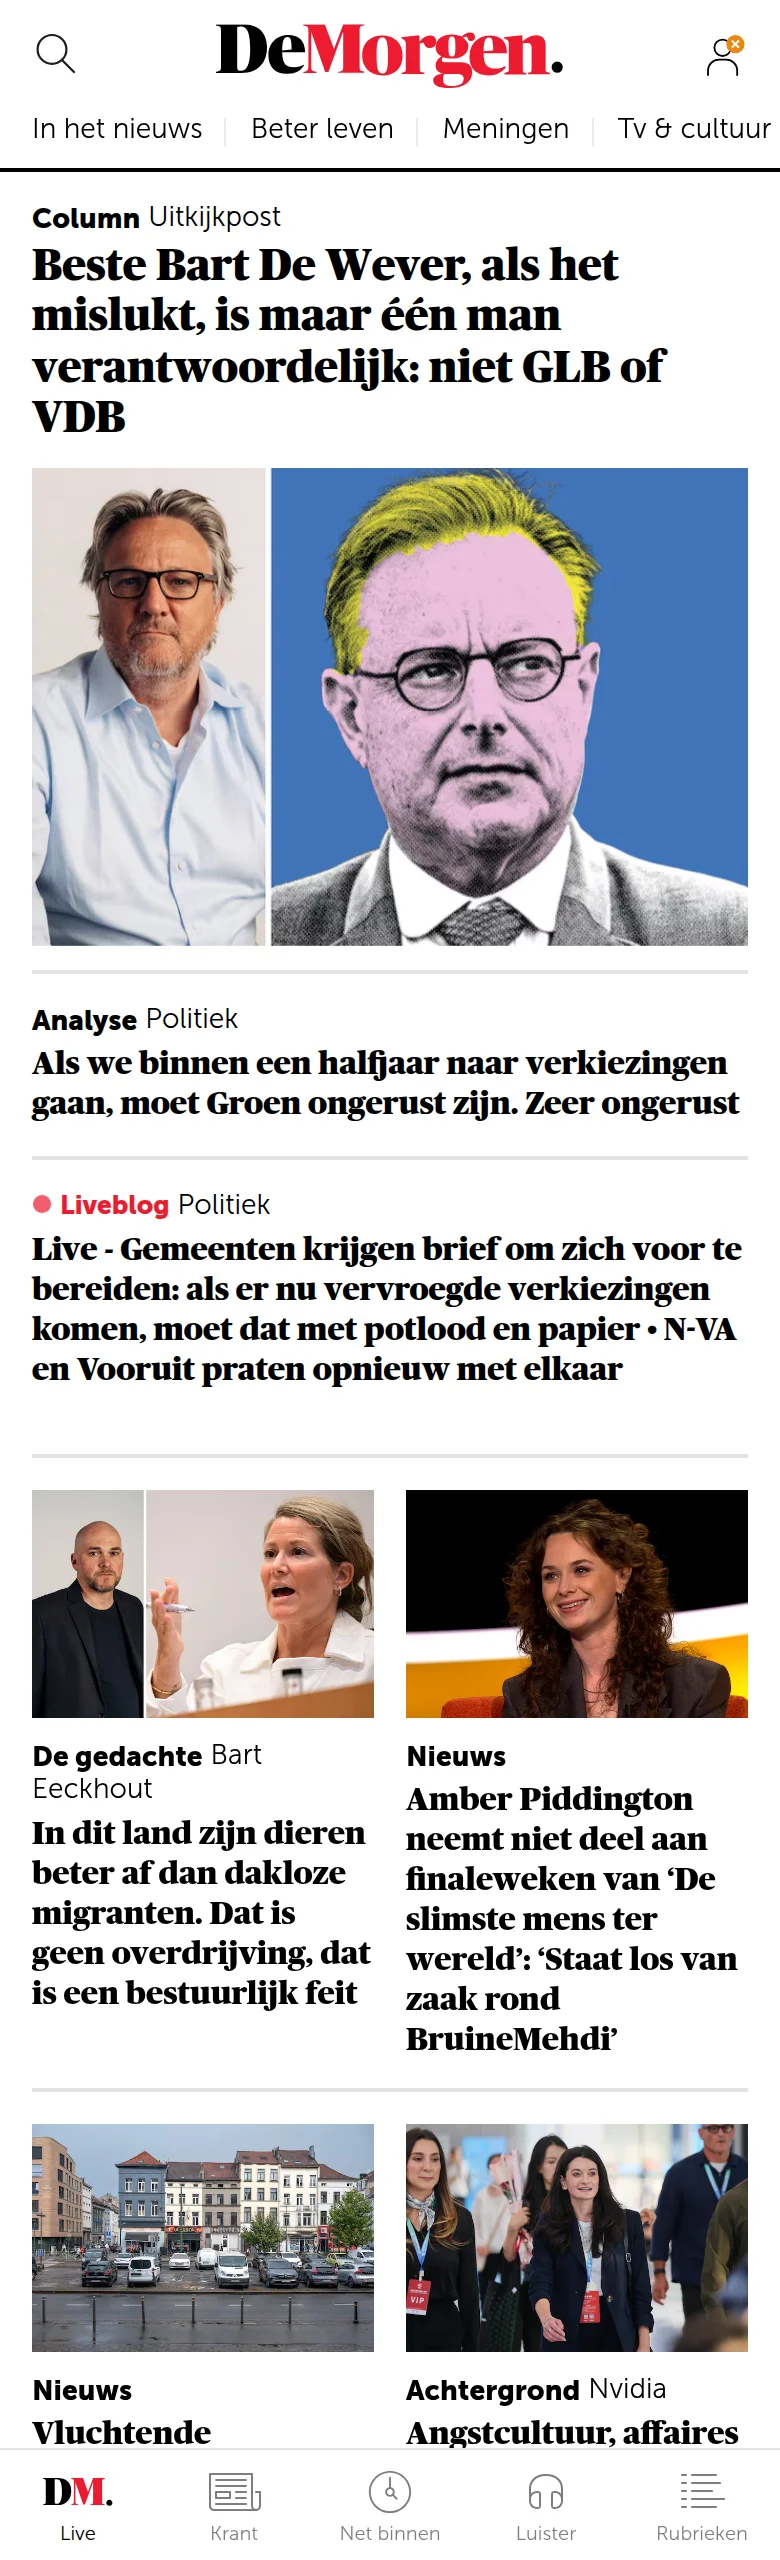 DeMorgen.
In het nieuws
Beter leven
Meningen
Tv & cultuur
Column Uitkijkpost
Beste Bart De Wever, als het
mislukt, is maar één man
verantwoordelijk: niet GLB of
VDB
Analyse Politiek
Als we binnen een halfjaar naar verkiezingen
gaan, moet Groen ongerust zijn. Zeer ongerust
Liveblog Politiek
Live - Gemeenten krijgen brief om zich voor te
bereiden: als er nu vervroegde verkiezingen
komen, moet dat met potlood en papier • N-VA
en Vooruit praten opnieuw met elkaar
De gedachte Bart
Eeckhout
In dit land zijn dieren
beter af dan dakloze
migranten. Dat is
geen overdrijving, dat
is een bestuurlijk feit
Nieuws
Amber Piddington
neemt niet deel aan
finaleweken van ‘De
slimste mens ter
wereld’: ‘Staat los van
zaak rond
BruineMehdi’
VIP
Nieuws
Vluchtende
Achtergrond Nvidia
Angstcultuur, affaires
DM.
Live
Krant
Net binnen
Luister
Rubrieken